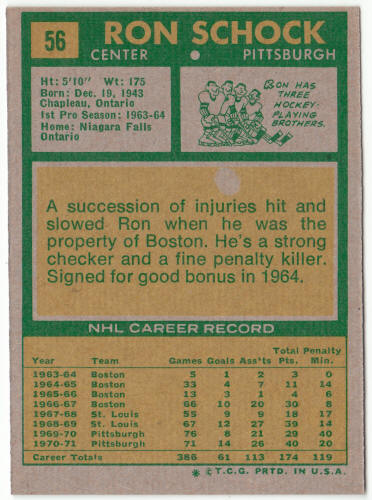 56
RON SCHOCK
CENTER
PITTSBURGH
Ht: 5'10" Wt: 175
Born: Dec. 19, 1943
Chapleau, Ontario
1st Pro Season: 1963-64
Home: Niagara Falls
Ontario
RON HAS
THREE
HOCKEY-
PLAYING
BROTHERS.
A succession of injuries hit and
slowed Ron when he was the
property of Boston. He's a strong
checker and a fine penalty killer.
Signed for good bonus in 1964.
NHL CAREER RECORD
Total Penalty
Year Team Games Goals Ass'ts Pts. Min.
1963-64 Boston 5 1 2 3 0
1964-65 Boston 33 4 7 11 14
1965-66 Boston 13 3 1 4 6
1966-67 Boston 66 10 20 30 8
1967-68 St. Louis 55 9 9 18 17
1968-69 St. Louis 67 12 27 39 14
1969-70 Pittsburgh 76 8 21 29 40
1970-71 Pittsburgh 71 14 26 40 20
Career Totals 386 61 113 174 119
* © T.C.G. PRTD. IN U.S.A.